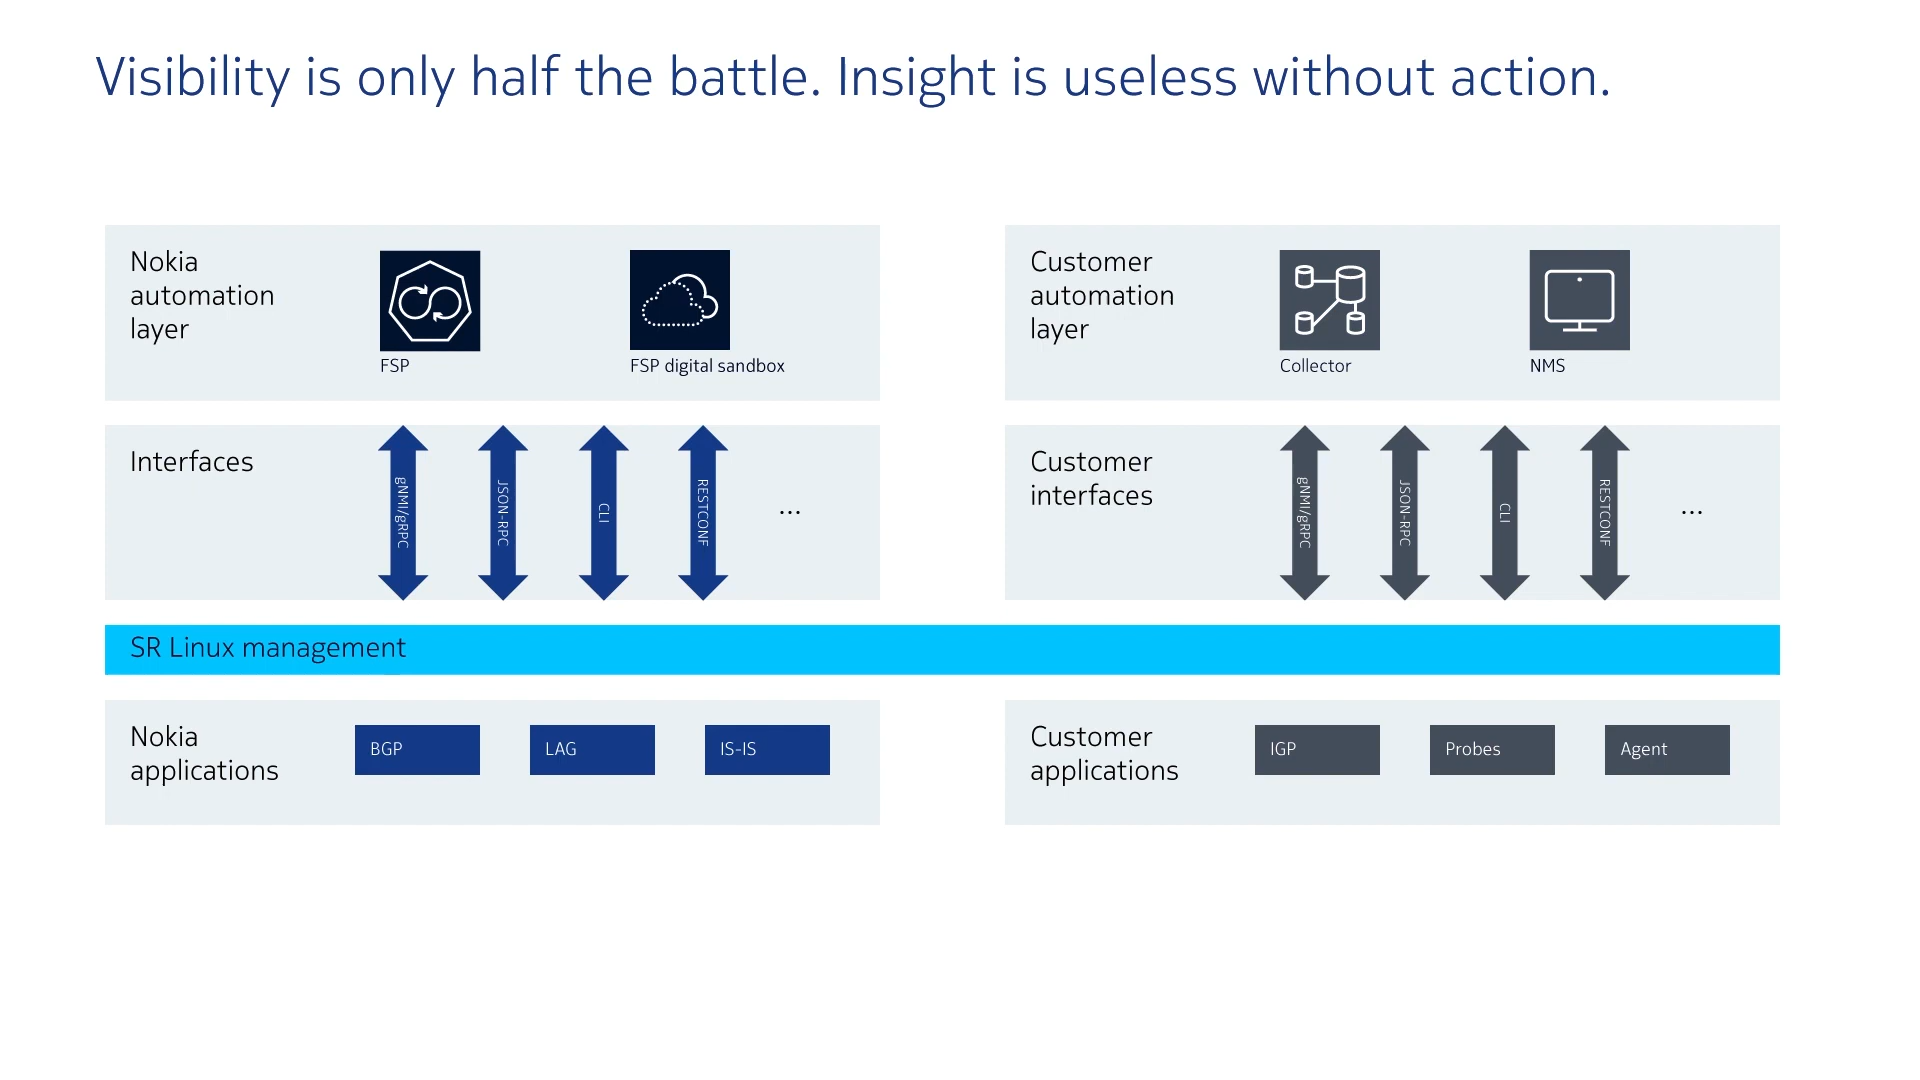 Visibility is only half the battle. Insight is useless without action.
Nokia
automation
layer
FSP
FSP digital sandbox
Customer
automation
layer
Collector
NMS
Interfaces
gNMI/gRPC
JSON-RPC
CLI
RESTCONF
...
Customer
interfaces
gNMI/gRPC
JSON-RPC
CLI
RESTCONF
...
SR Linux management
Nokia
applications
BGP
LAG
IS-IS
Customer
applications
IGP
Probes
Agent